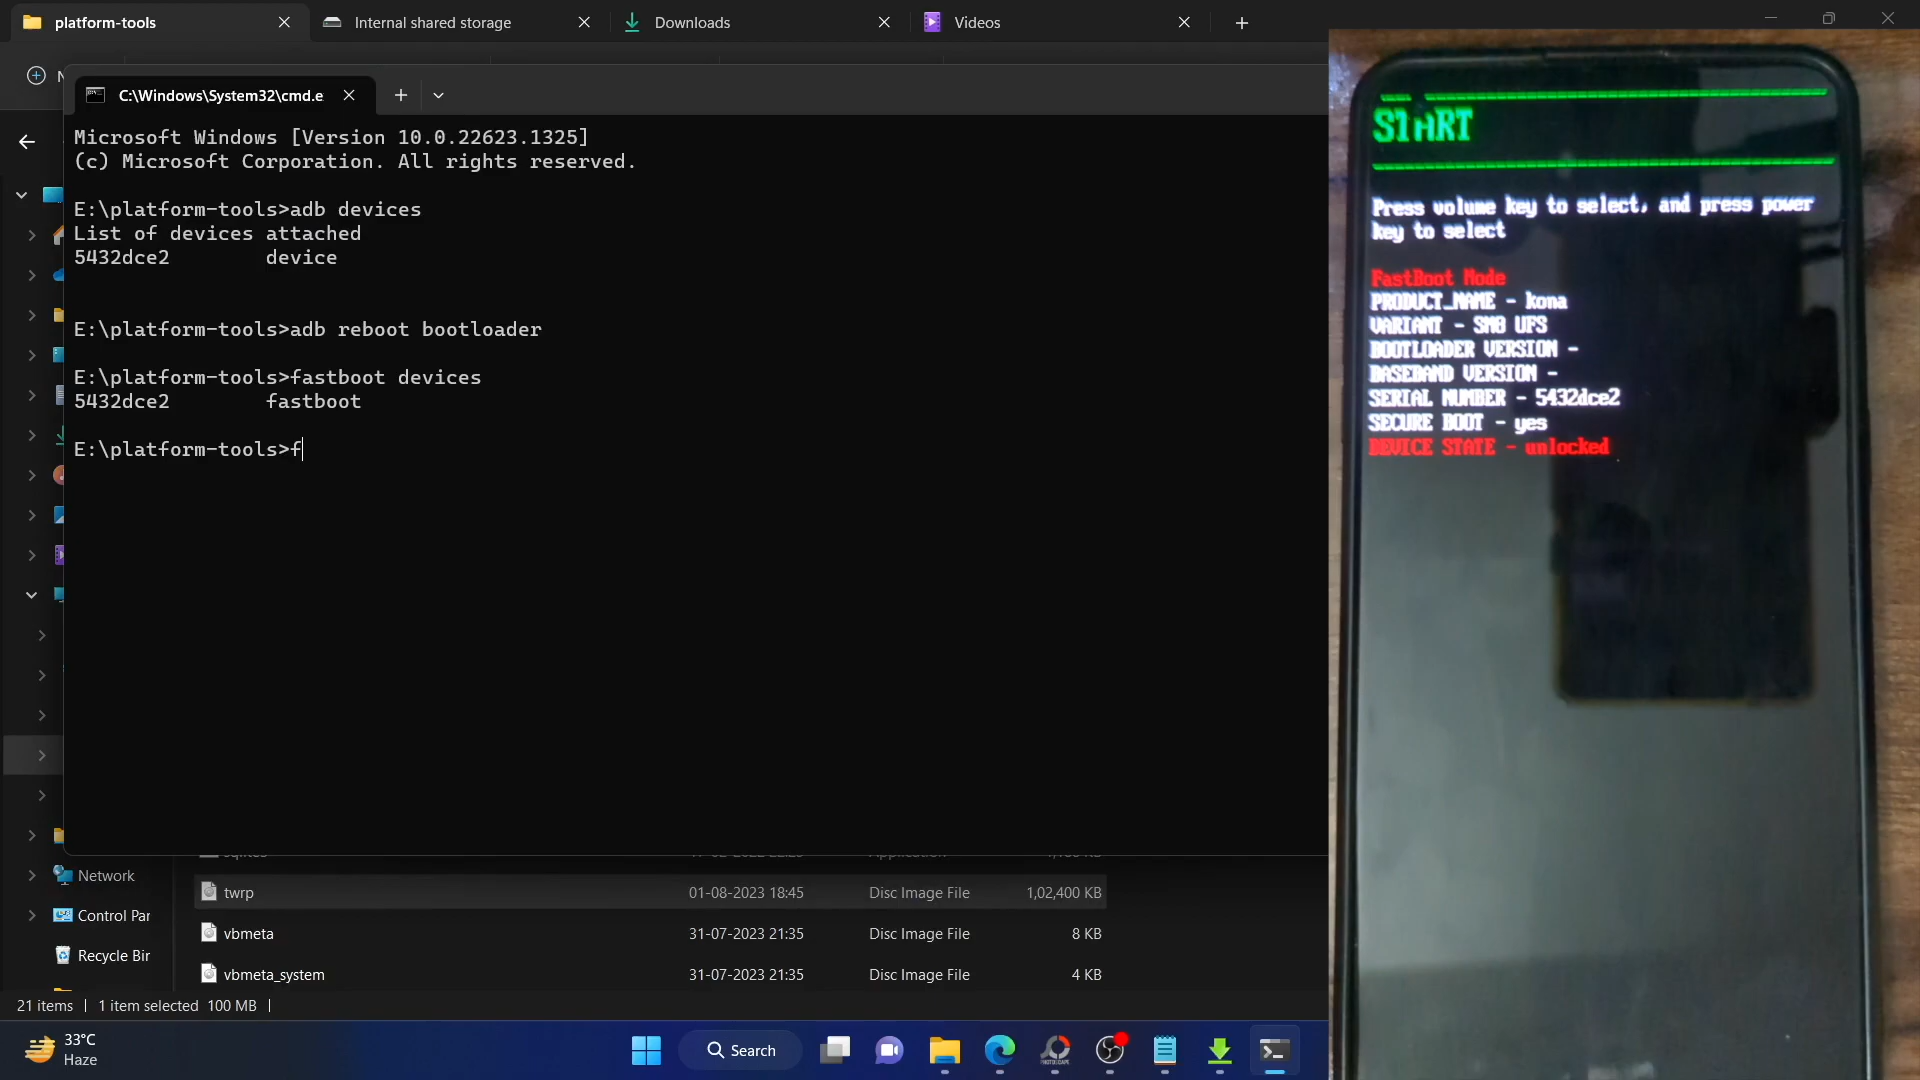 platform-tools
Internal shared storage
Downloads
Videos
C:\Windows\System32\cmd.e
Microsoft Windows [Version 10.0.22623.1325]
(c) Microsoft Corporation. All rights reserved.
E:\platform-tools>adb devices
List of devices attached
5432dce2 device
E:\platform-tools>adb reboot bootloader
E:\platform-tools>fastboot devices
5432dce2 fastboot
E:\platform-tools>f
Network
Control Par
Recycle Bir
twrp 01-08-2023 18:45 Disc Image File 1,02,400 KB
vbmeta 31-07-2023 21:35 Disc Image File 8 KB
vbmeta_system 31-07-2023 21:35 Disc Image File 4 KB
21 items 1 item selected 100 MB
33°C
Haze
Search
START
Press volume key to select, and press power
key to select
FastBoot Mode
PRODUCT_NAME - kona
VARIANT - SM8 UFS
BOOTLOADER VERSION -
BASEBAND VERSION -
SERIAL NUMBER - 5432dce2
SECURE BOOT - yes
DEVICE STATE - unlocked